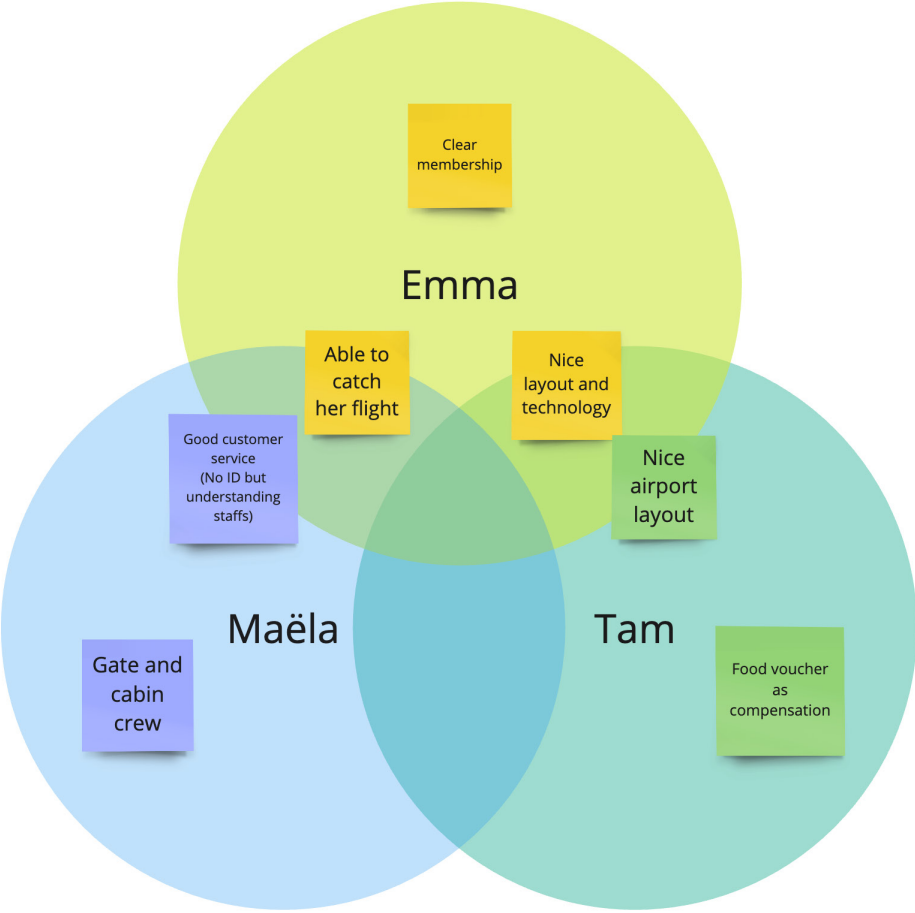 Clear
membership
Emma
Able to
catch
her flight
Nice
layout and
technology
Good customer
service
(No ID but
understanding
staffs)
Nice
airport
layout
Maëla
Tam
Gate and
cabin
crew
Food voucher
as
compensation